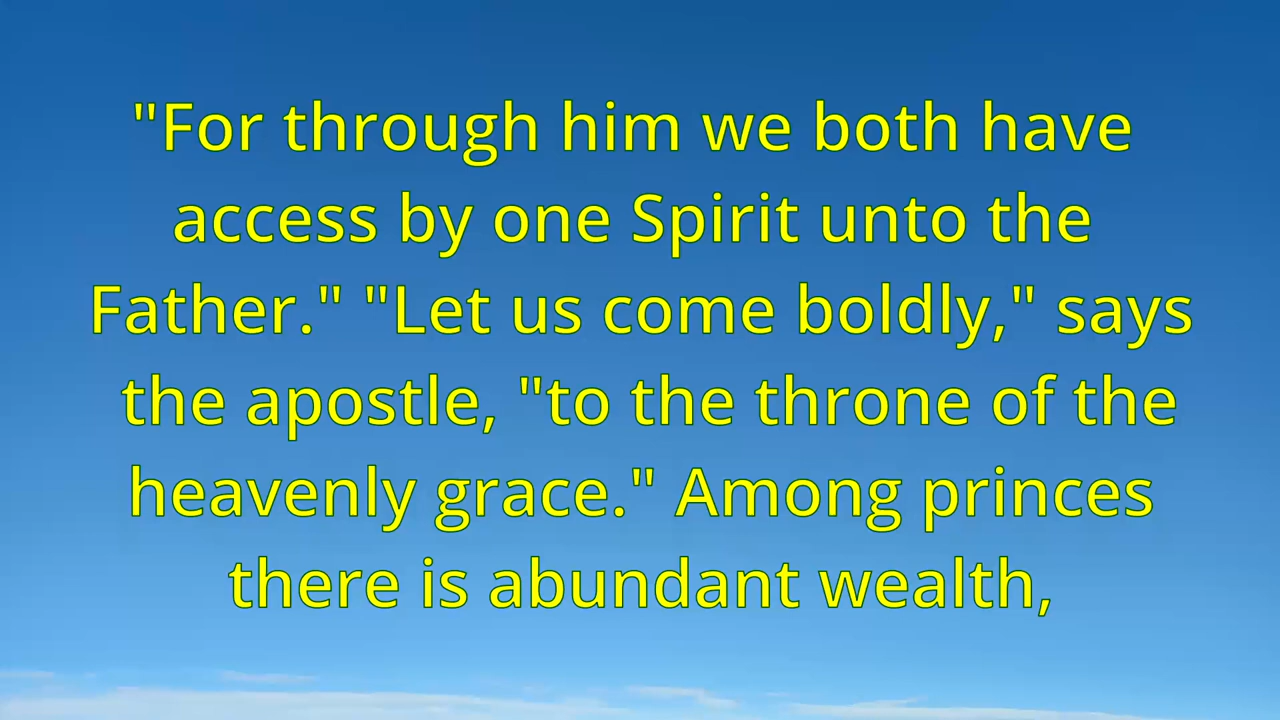 "For through him we both have
access by one Spirit unto the
Father." "Let us come boldly," says
the apostle, "to the throne of the
heavenly grace." Among princes
there is abundant wealth,